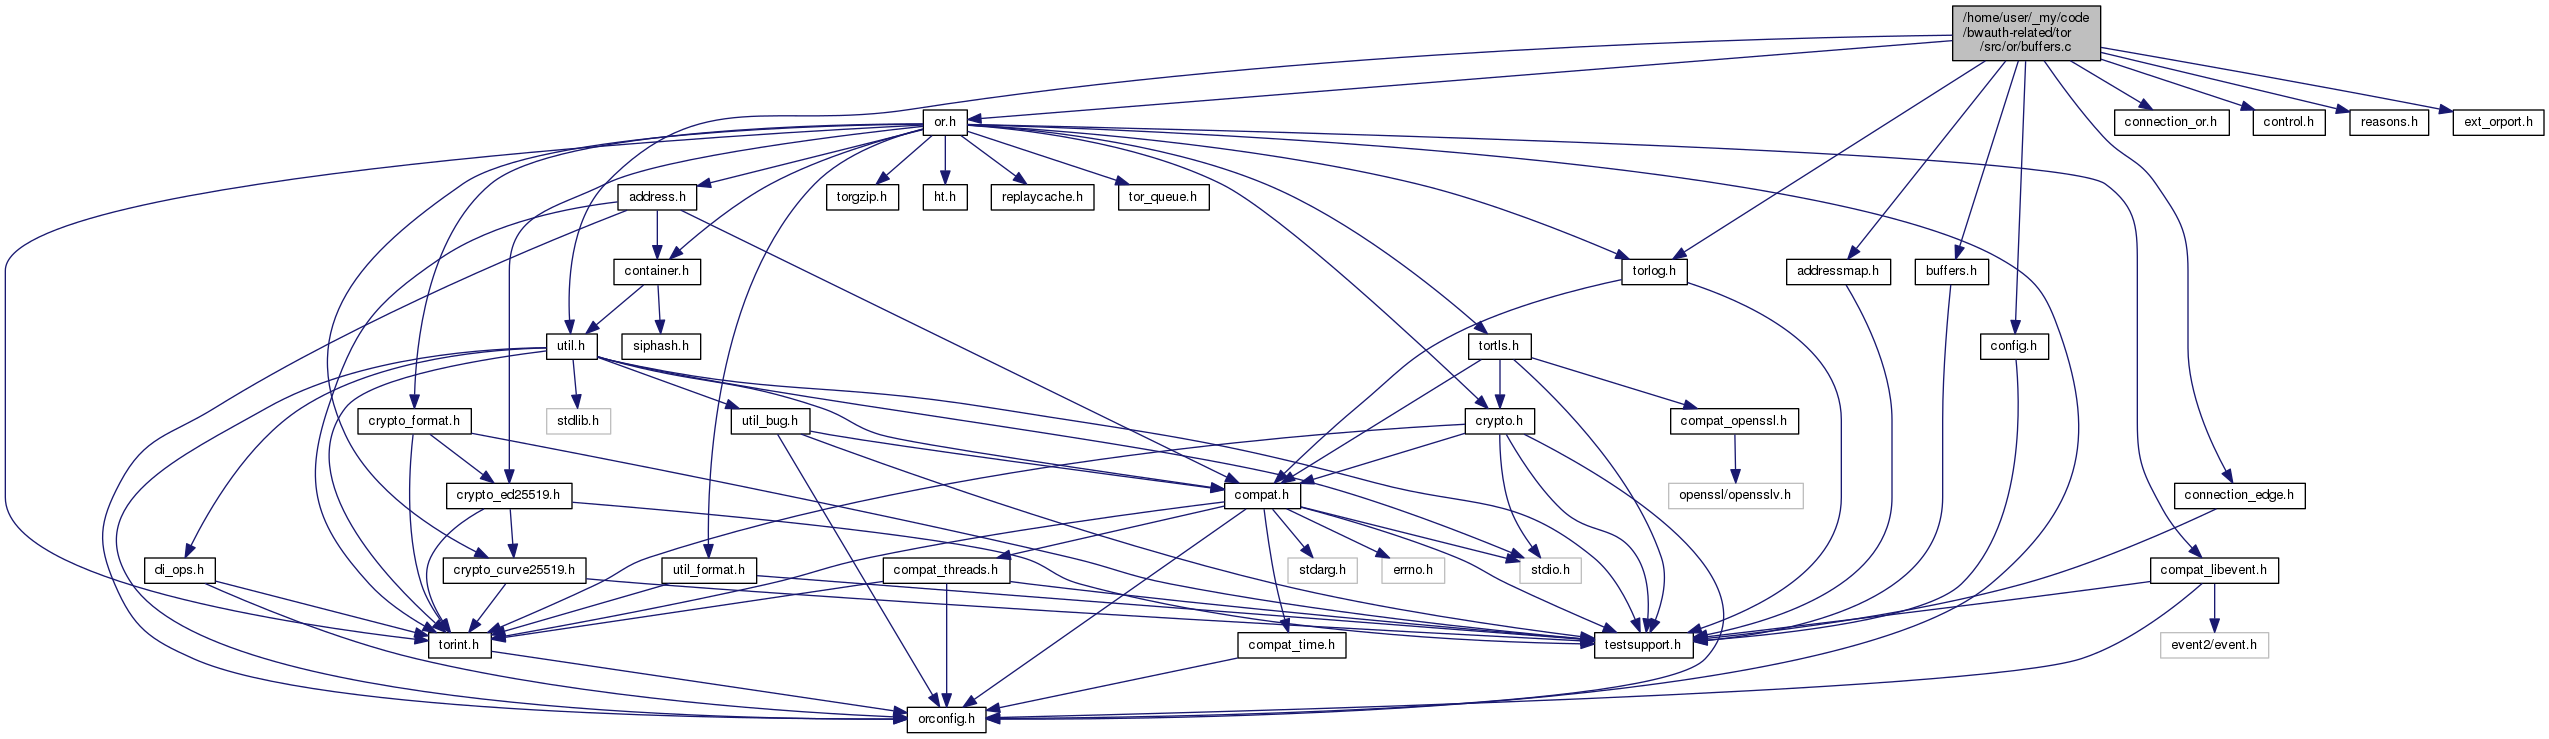 /home/user/_my/code
/bwauth-related/tor
/src/or/buffers.c
or.h
connection_or.h
control.h
reasons.h
ext_orport.h
address.h
torgzip.h
ht.h
replaycache.h
tor_queue.h
container.h
torlog.h
addressmap.h
buffers.h
util.h
siphash.h
tortls.h
config.h
crypto_format.h
stdlib.h
util_bug.h
crypto.h
compat_openssl.h
crypto_ed25519.h
compat.h
openssl/opensslv.h
connection_edge.h
di_ops.h
crypto_curve25519.h
util_format.h
compat_threads.h
stdarg.h
errno.h
stdio.h
compat_libevent.h
torint.h
compat_time.h
testsupport.h
event2/event.h
orconfig.h